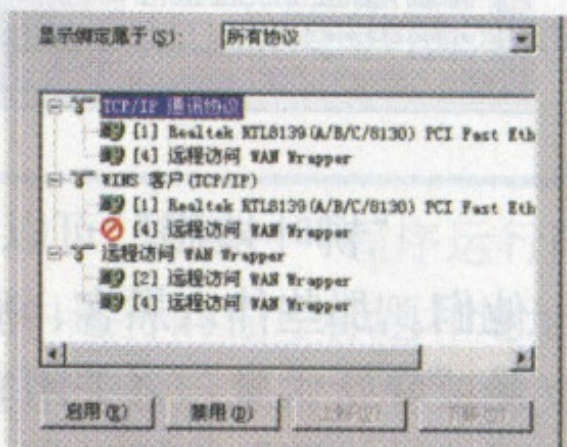 显示绑定属于(S): 所有协议
TCP/IP 通讯协议
[1] Realtek RTL8139(A/B/C/8130) PCI Fast Eth
[4] 远程访问 WAN Wrapper
WINS 客户(TCP/IP)
[1] Realtek RTL8139(A/B/C/8130) PCI Fast Eth
[4] 远程访问 WAN Wrapper
远程访问 WAN Wrapper
[2] 远程访问 WAN Wrapper
[4] 远程访问 WAN Wrapper
启用(E) 禁用(D)